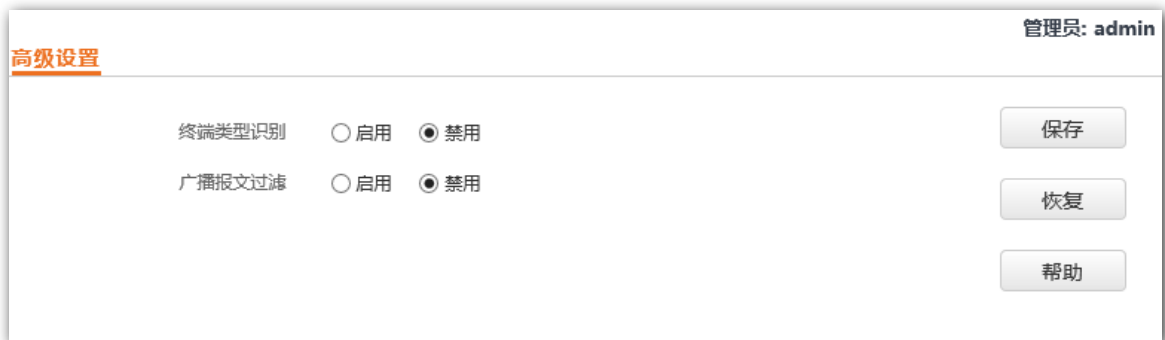 管理员: admin
高级设置
终端类型识别 启用 禁用
保存
广播报文过滤 启用 禁用
恢复
帮助